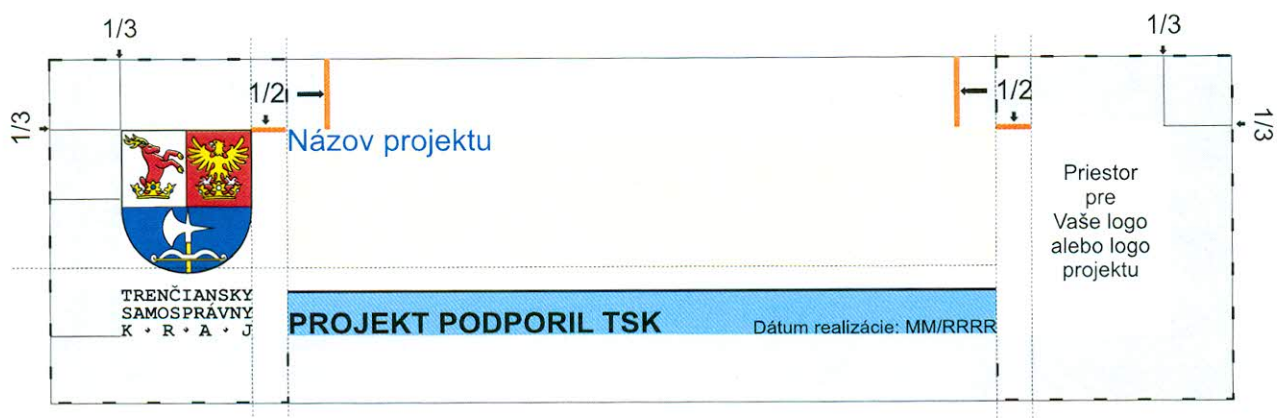 1/3
1/3
1/2
1/2
1/3
1/3
Názov projektu
Priestor
pre
Vaše logo
alebo logo
projektu
TRENČIANSKY
SAMOSPRÁVNY
K • R • A • J
PROJEKT PODPORIL TSK
Dátum realizácie: MM/RRRR